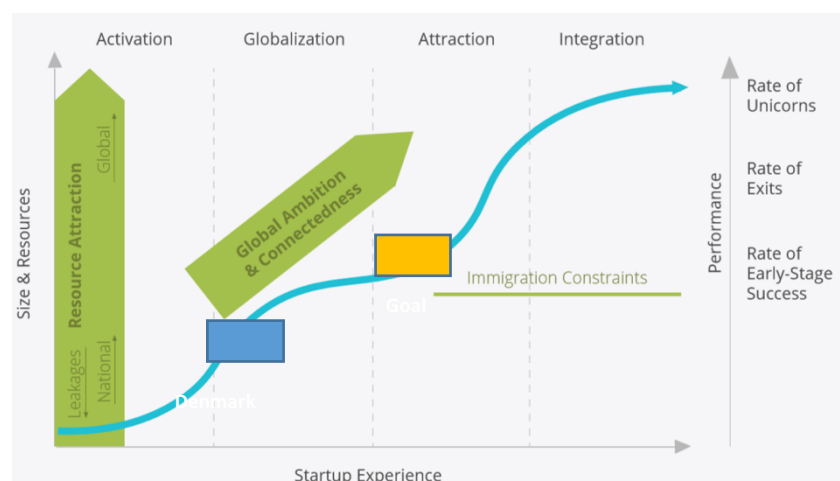 Activation
Globalization
Attraction
Integration
Rate of
Unicorns
Rate of
Exits
Rate of
Early-Stage
Success
Performance
Size & Resources
Resource Attraction
Global
National
Leakages
Global Ambition
& Connectedness
Immigration Constraints
Goal
Denmark
Startup Experience